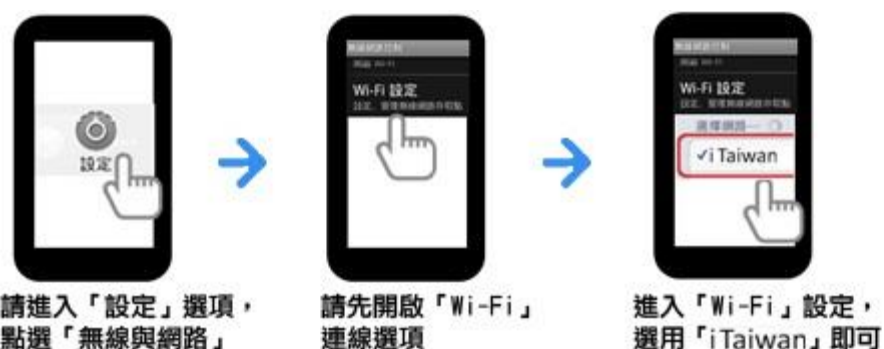 設定
Wi-Fi 設定
Wi-Fi 設定
✓i Taiwan
請進入「設定」選項，
點選「無線與網路」
請先開啟「Wi-Fi」
連線選項
進入「Wi-Fi」設定，
選用「iTaiwan」即可